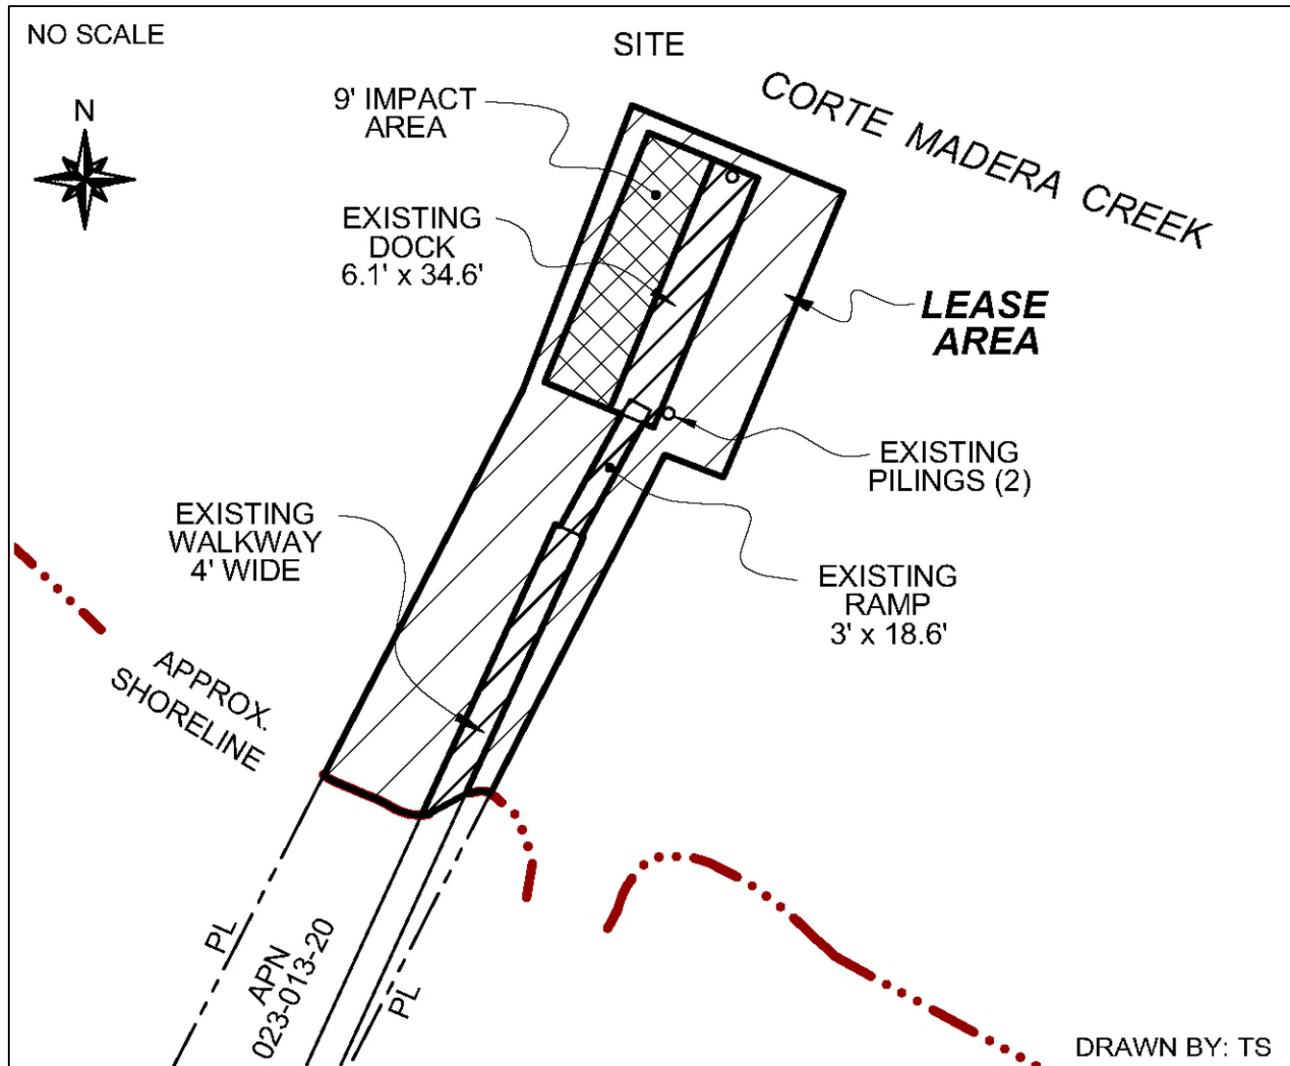 NO SCALE
SITE
N
9' IMPACT
AREA
CORTE MADERA CREEK
EXISTING
DOCK
6.1' x 34.6'
LEASE
AREA
EXISTING
PILINGS (2)
EXISTING
WALKWAY
4' WIDE
EXISTING
RAMP
3' x 18.6'
APPROX.
SHORELINE
PL
APN
023-013-20
PL
DRAWN BY: TS